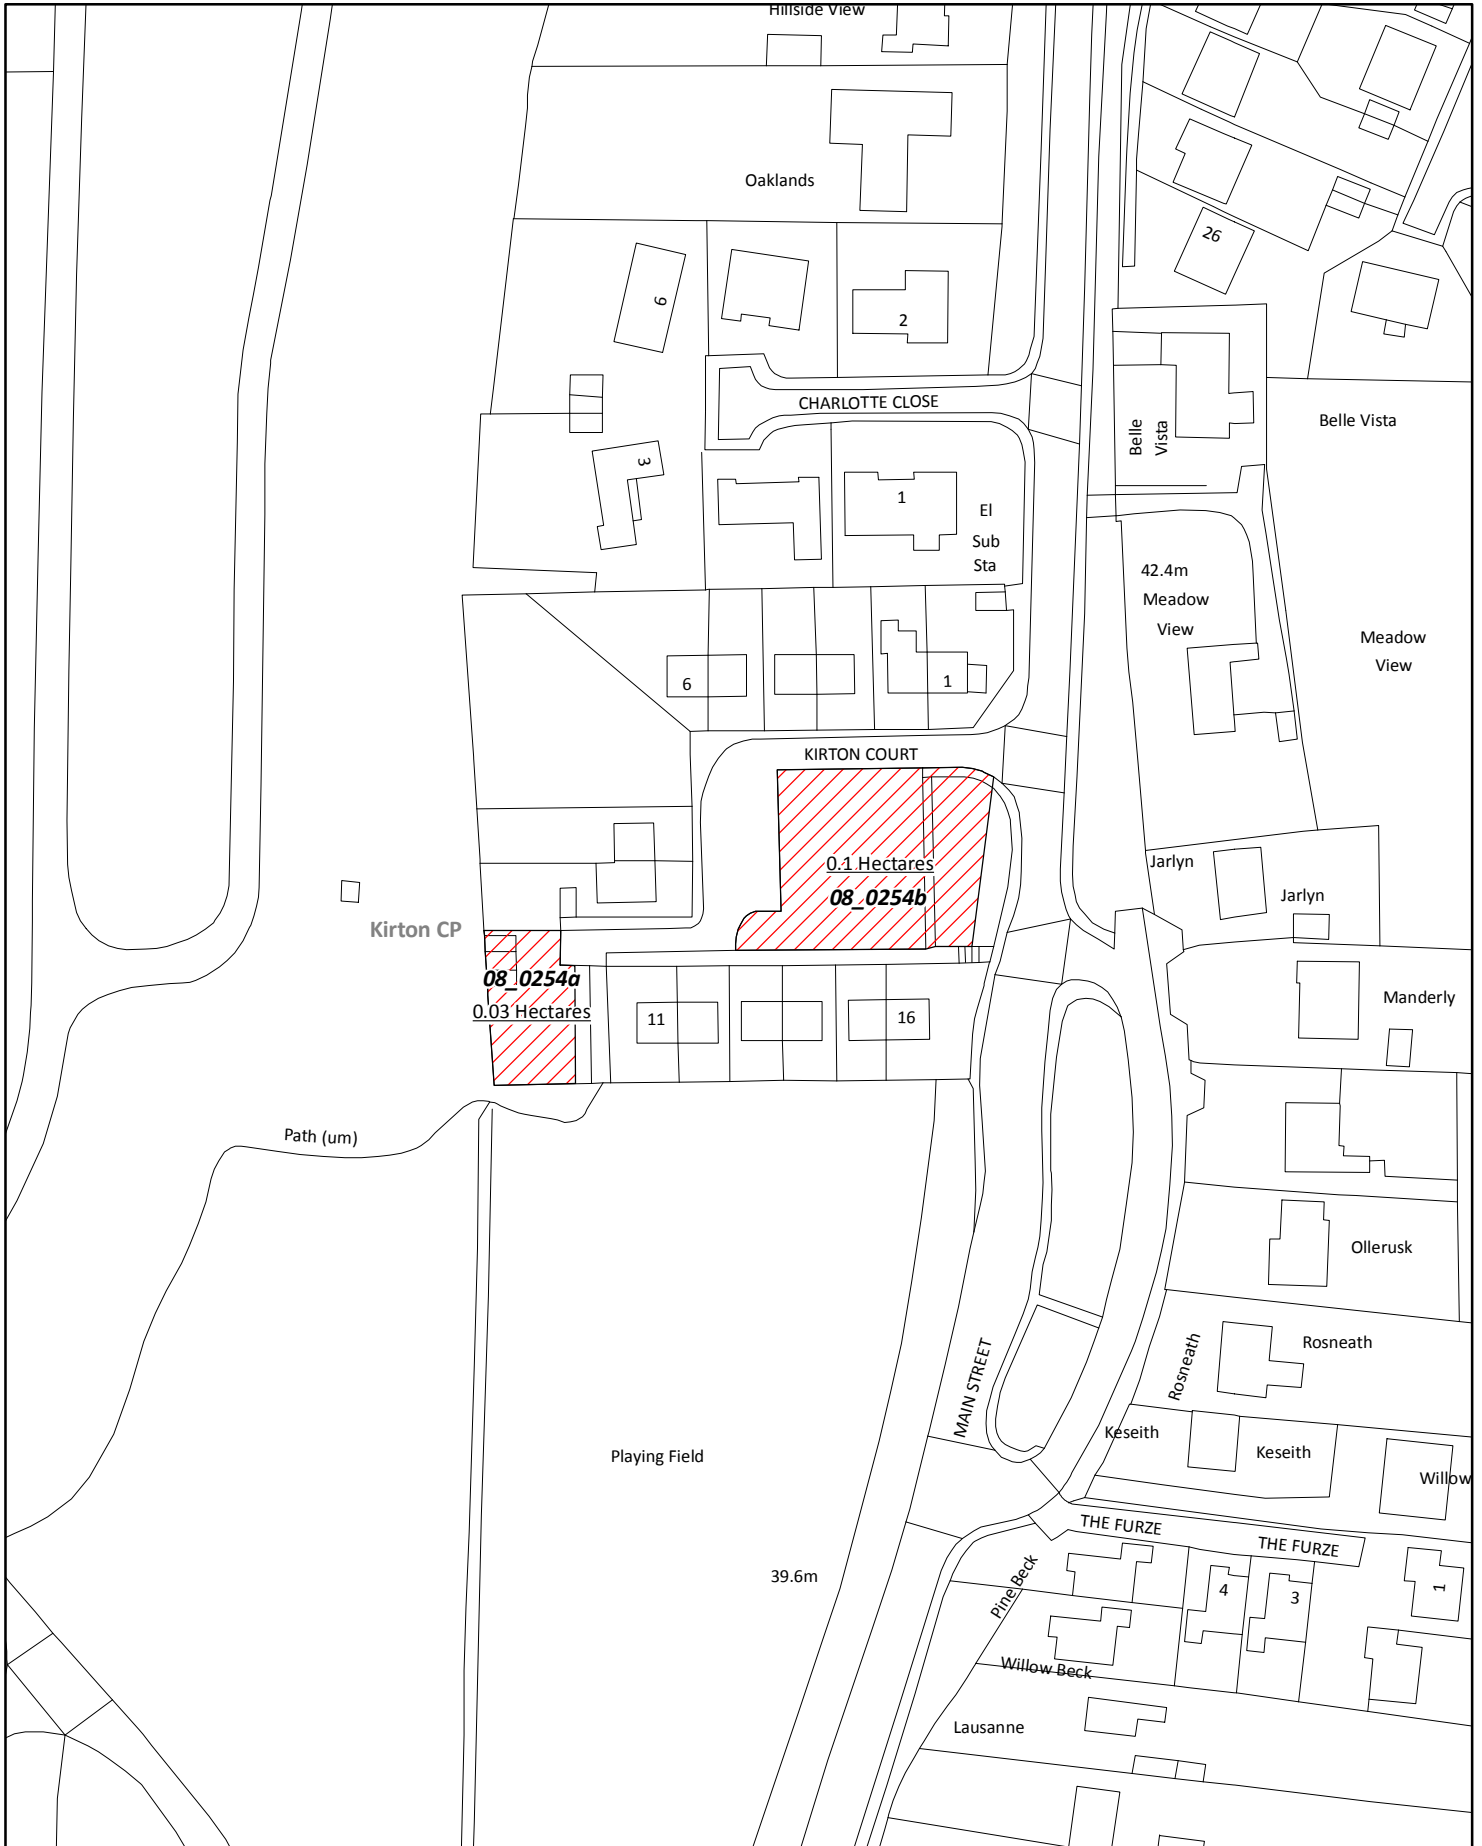 Hillside View
Oaklands
26
9
2
CHARLOTTE CLOSE
Belle
Vista
Belle Vista
3
1
El
Sub
Sta
42.4m
Meadow
View
Meadow
View
6
1
KIRTON COURT
0.1 Hectares
08_0254b
Jarlyn
Jarlyn
Kirton CP
08_0254a
0.03 Hectares
11
16
Manderly
Path (um)
Ollerusk
MAIN STREET
Rosneath
Rosneath
Keseith
Keseith
Playing Field
Willow
THE FURZE
THE FURZE
39.6m
Pine Beck
4
3
1
Willow Beck
Lausanne